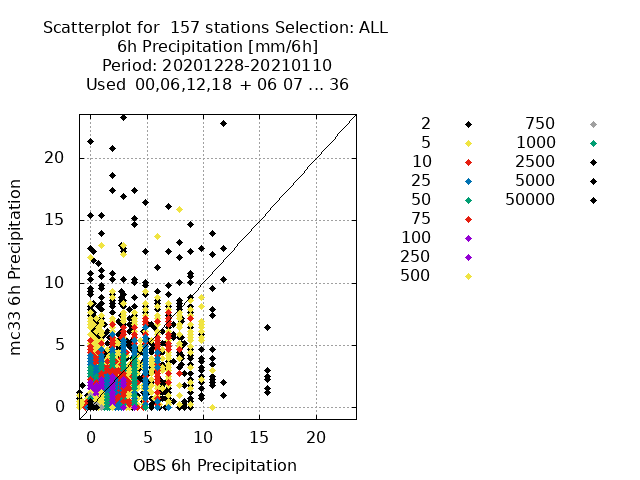 Scatterplot for  157 stations Selection: ALL
6h Precipitation [mm/6h]
Period: 20201228-20210110
Used  00,06,12,18 + 06 07 ... 36
mc33 6h Precipitation
20
15
10
5
0
0 5 10 15 20
OBS 6h Precipitation
2 750
5 1000
10 2500
25 5000
50 50000
75
100
250
500